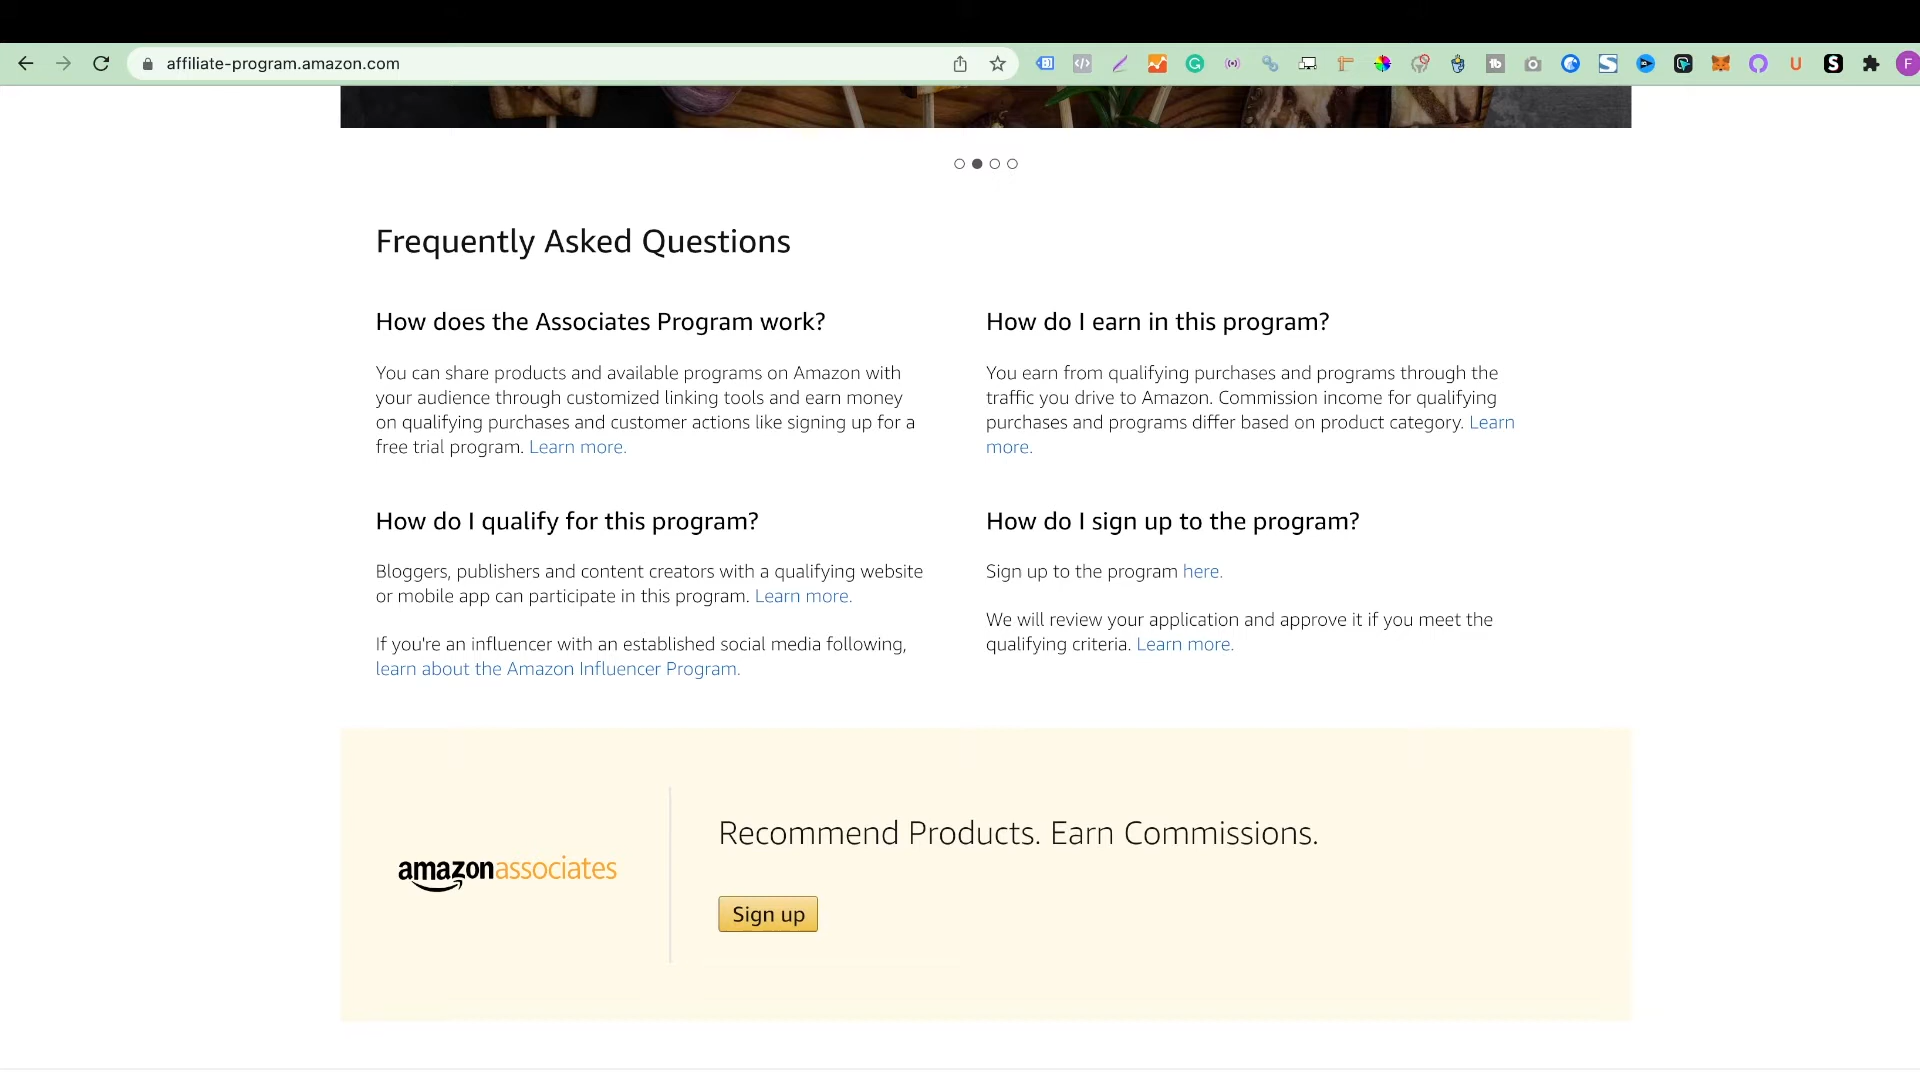 affiliate-program.amazon.com
Frequently Asked Questions
How does the Associates Program work?
You can share products and available programs on Amazon with
your audience through customized linking tools and earn money
on qualifying purchases and customer actions like signing up for a
free trial program. Learn more.
How do I earn in this program?
You earn from qualifying purchases and programs through the
traffic you drive to Amazon. Commission income for qualifying
purchases and programs differ based on product category. Learn
more.
How do I qualify for this program?
Bloggers, publishers and content creators with a qualifying website
or mobile app can participate in this program. Learn more.
If you're an influencer with an established social media following,
learn about the Amazon Influencer Program.
How do I sign up to the program?
Sign up to the program here.
We will review your application and approve it if you meet the
qualifying criteria. Learn more.
amazonassociates
Recommend Products. Earn Commissions.
Sign up